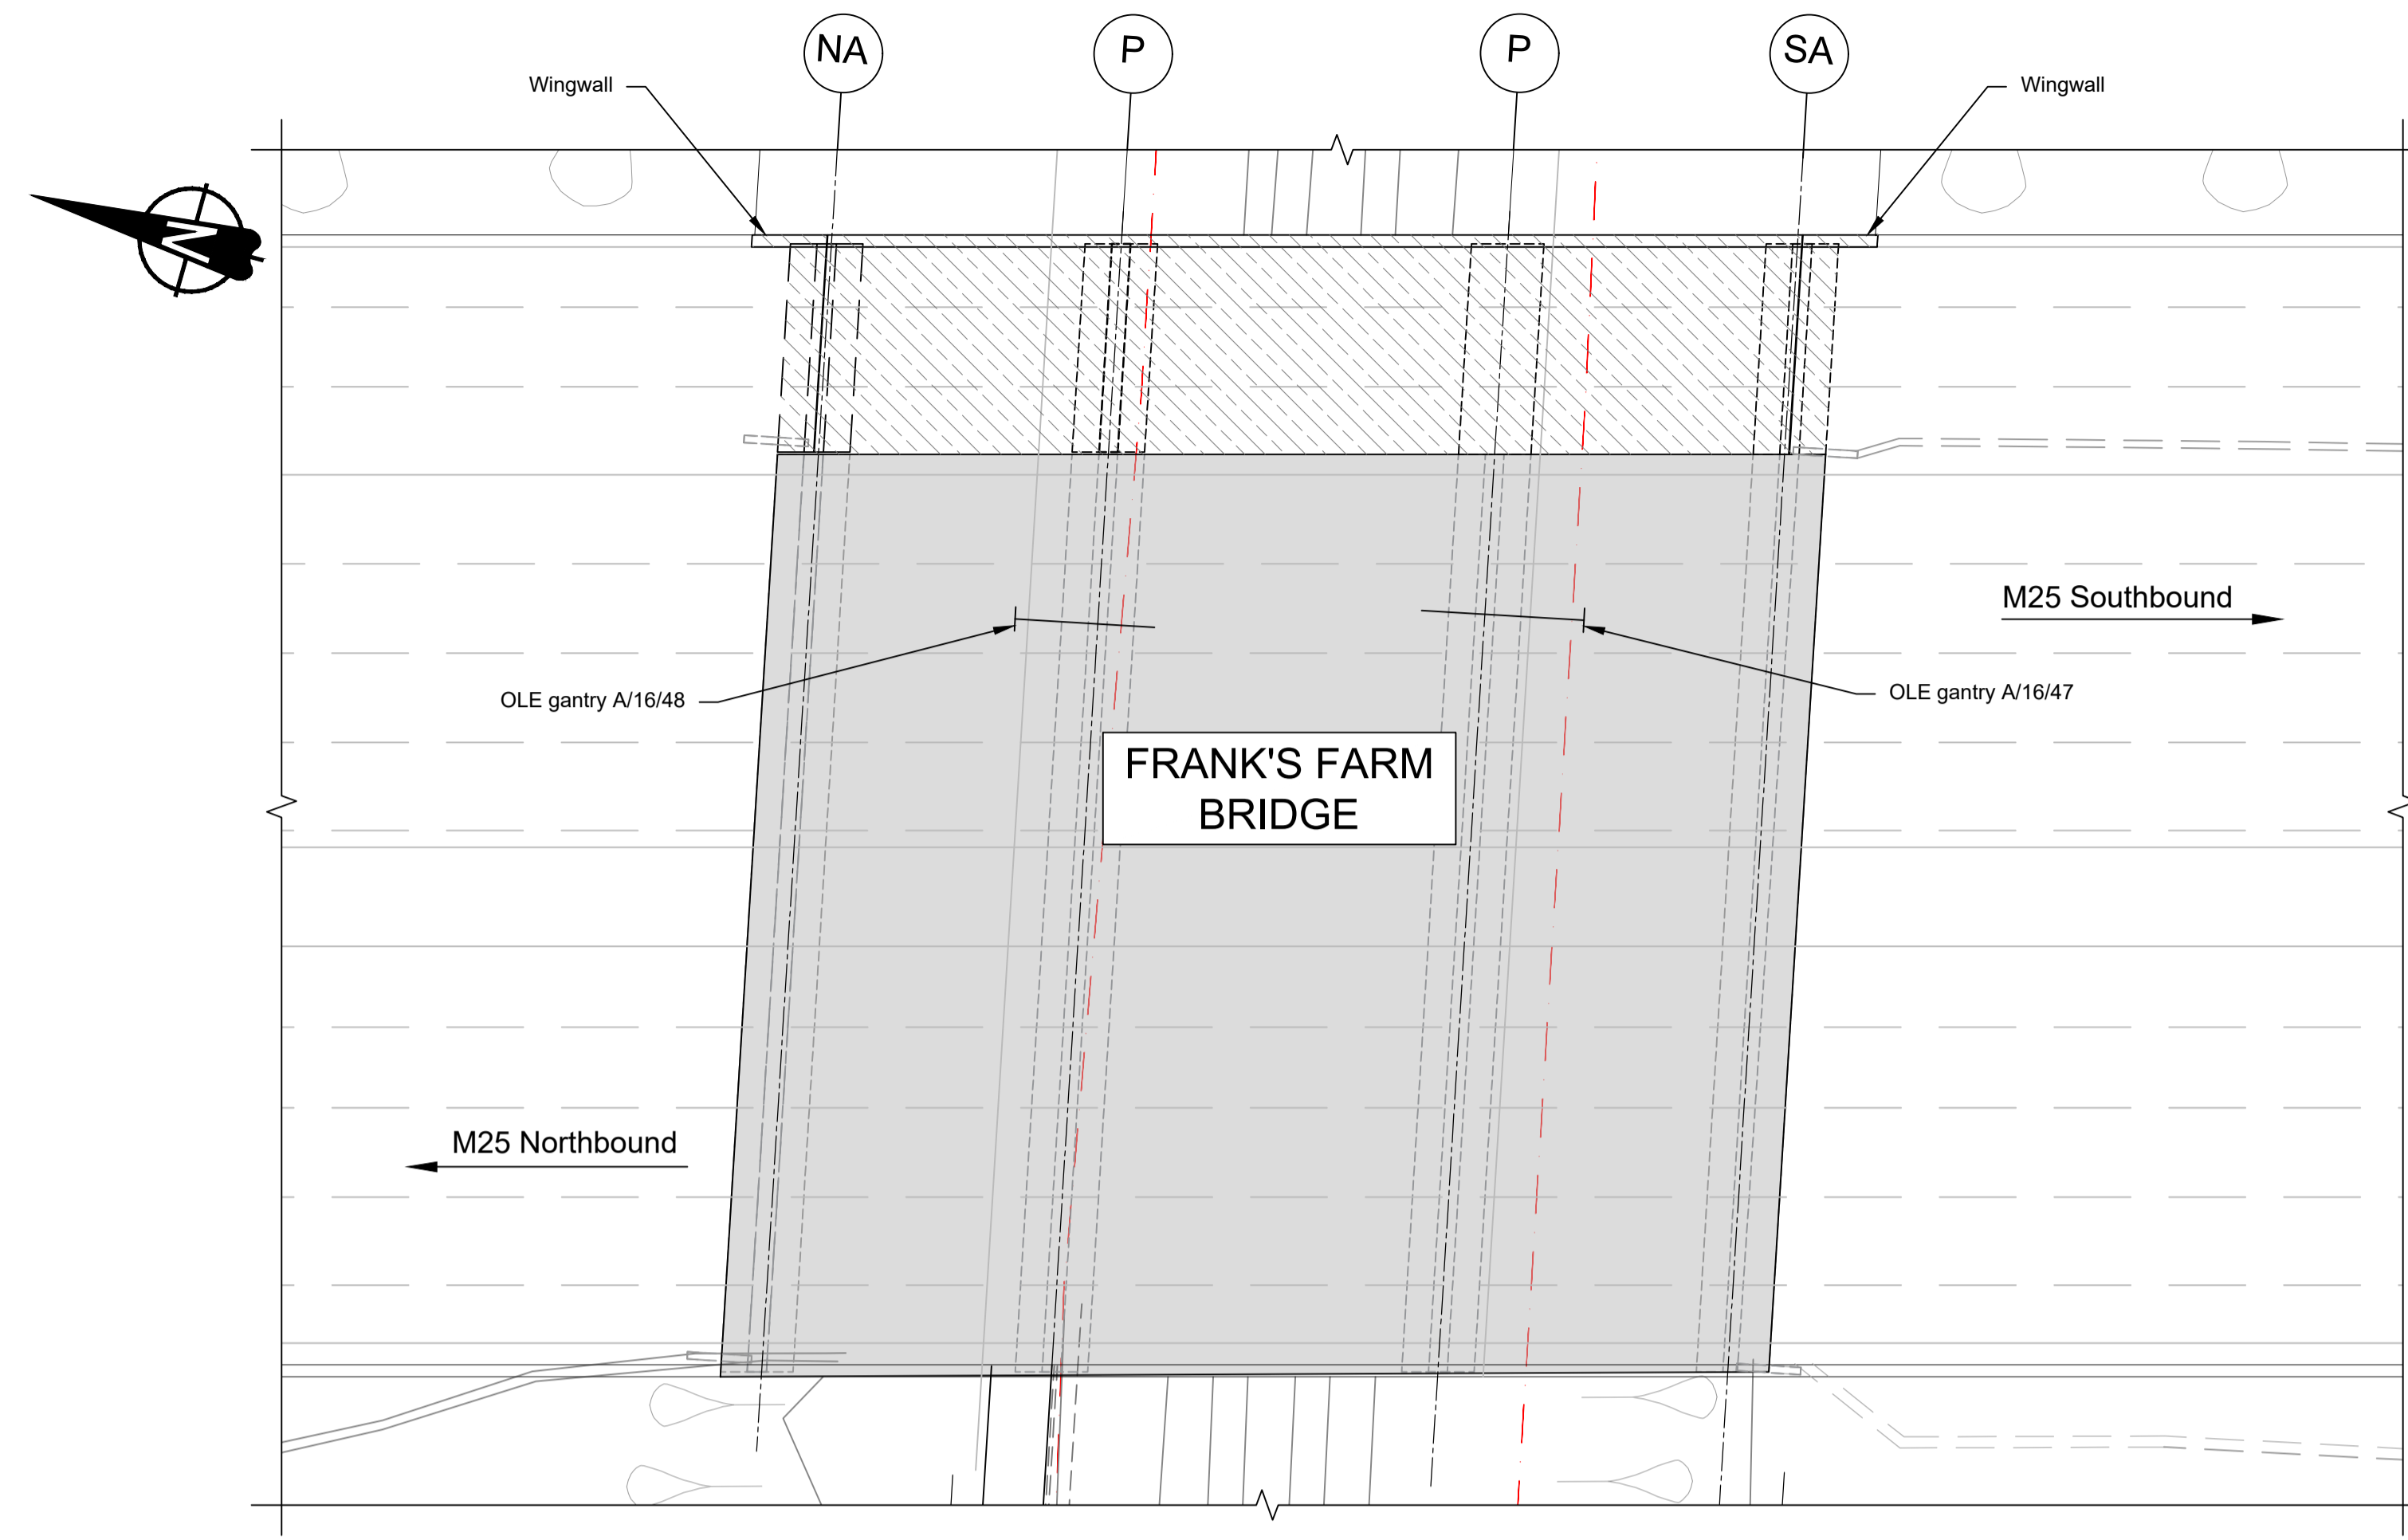 NA
P
P
SA
Wingwall
Wingwall
N
M25 Southbound
OLE gantry A/16/48
OLE gantry A/16/47
FRANK'S FARM
BRIDGE
M25 Northbound